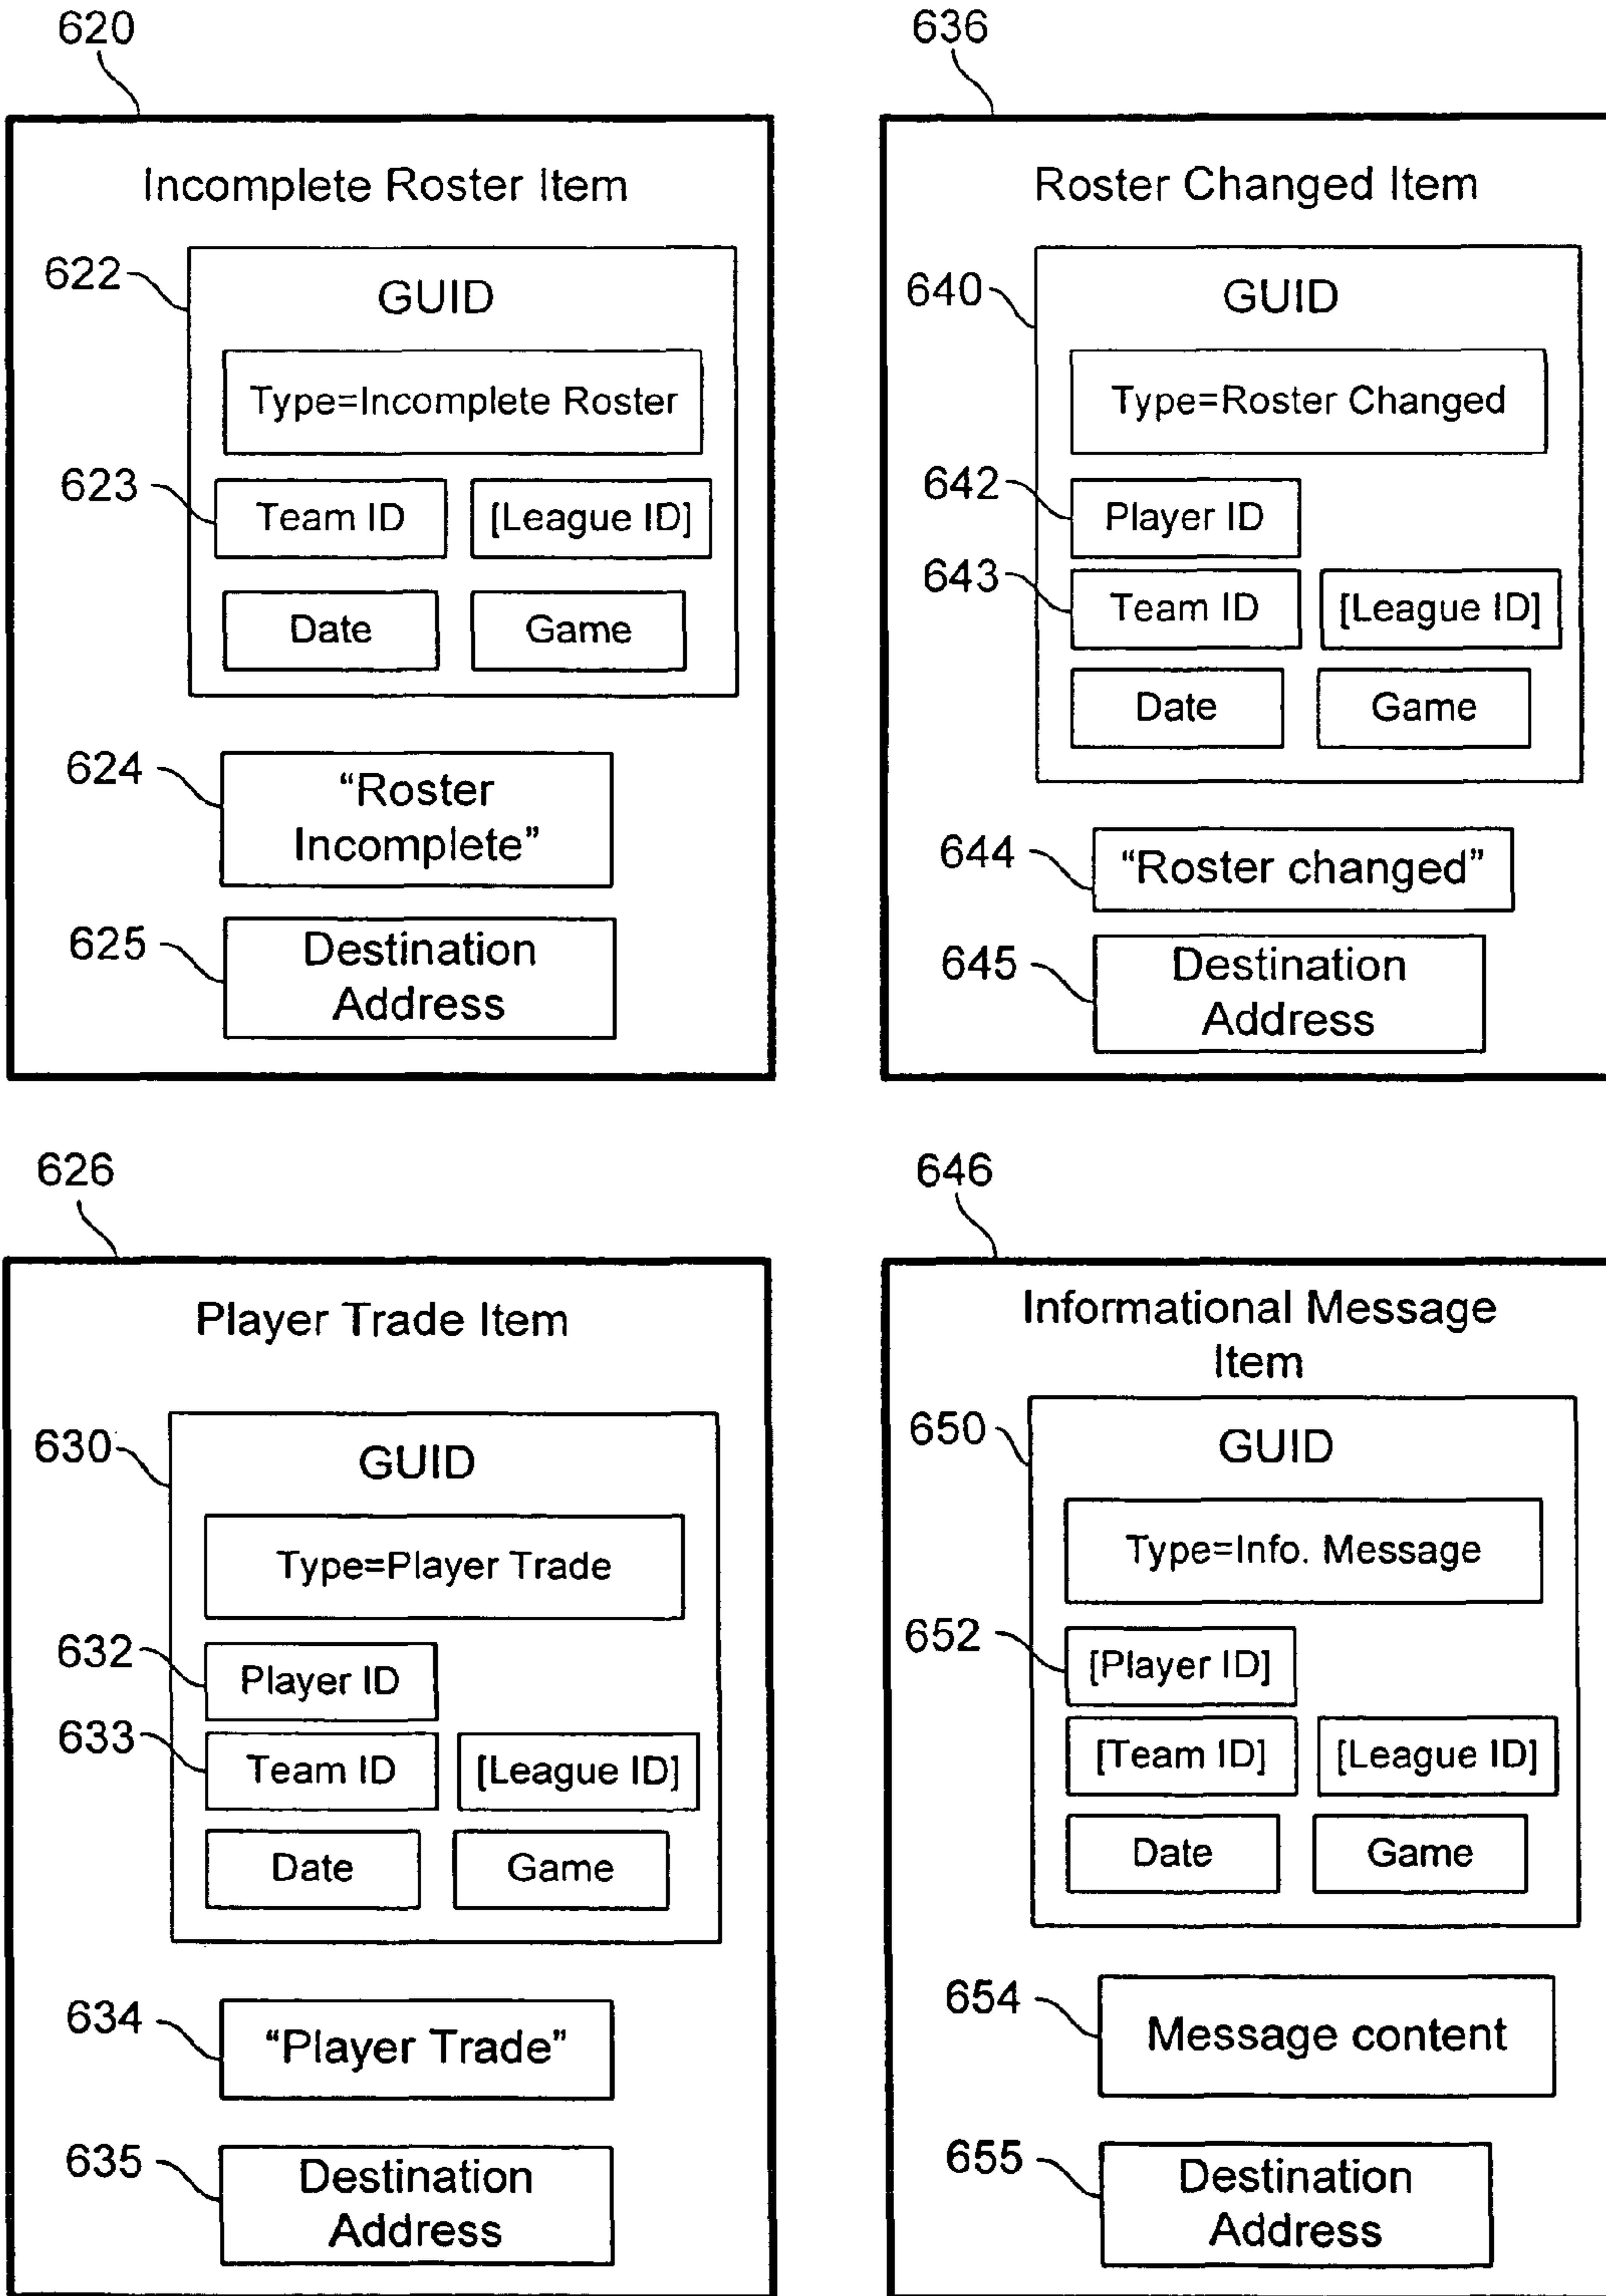 620
Incomplete Roster Item
622
GUID
Type=Incomplete Roster
623
Team ID
[League ID]
Date
Game
624
“Roster
Incomplete”
625
Destination
Address
636
Roster Changed Item
640
GUID
Type=Roster Changed
642
Player ID
643
Team ID
[League ID]
Date
Game
644
“Roster changed”
645
Destination
Address
626
Player Trade Item
630
GUID
Type=Player Trade
632
Player ID
633
Team ID
[League ID]
Date
Game
634
“Player Trade”
635
Destination
Address
646
Informational Message
Item
650
GUID
Type=Info. Message
652
[Player ID]
[Team ID]
[League ID]
Date
Game
654
Message content
655
Destination
Address